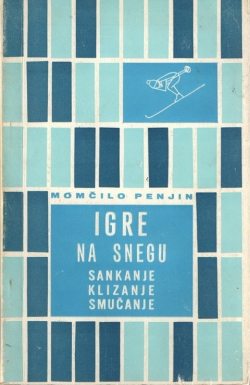 MOMČILO PENJIN
IGRE
NA SNEGU
SANKANJE
KLIZANJE
SMUČANJE